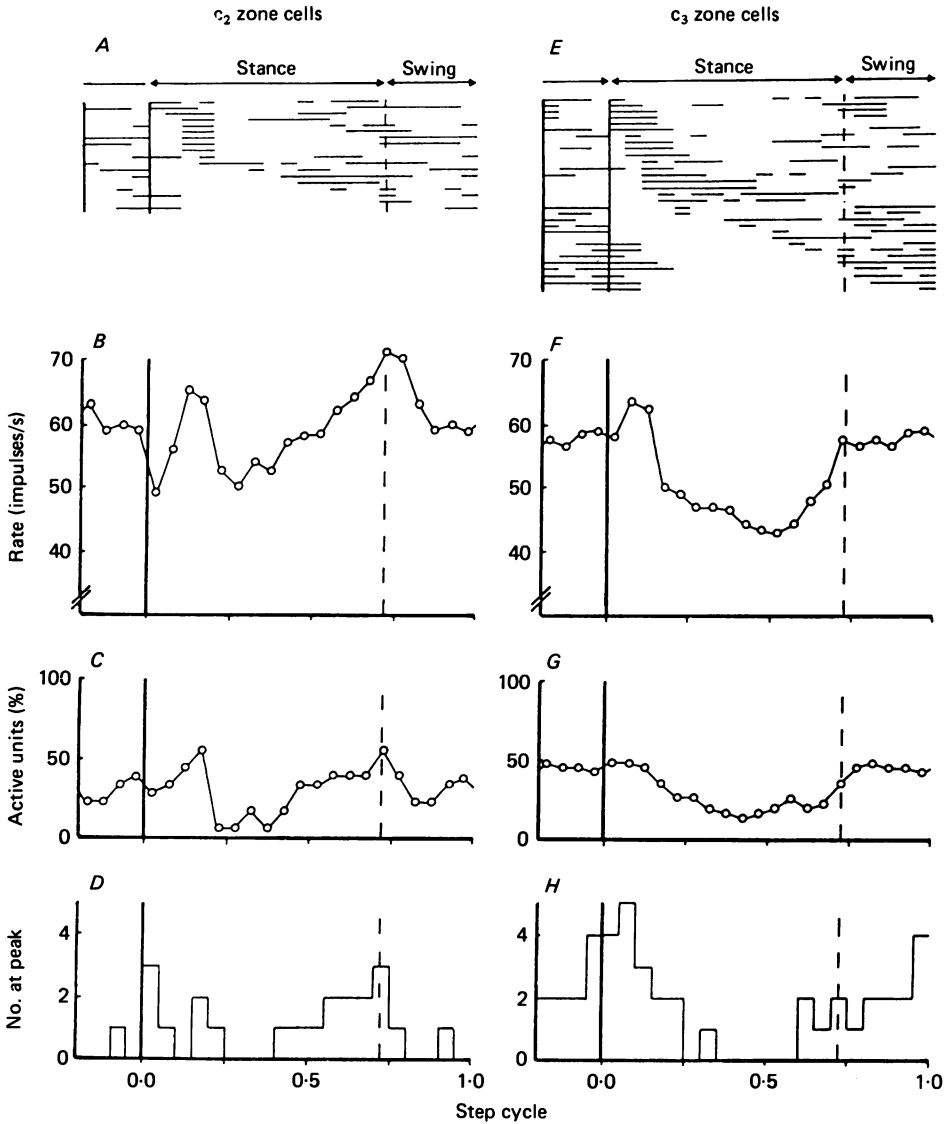 c₂ zone cells
c₃ zone cells
A
E
Stance
Swing
Stance
Swing
B
F
Rate (impulses/s)
70
60
50
40
70
60
50
40
C
G
Active units (%)
100
50
0
100
50
0
D
H
No. at peak
4
2
0
4
2
0
0·0
0·5
1·0
0·0
0·5
1·0
Step cycle